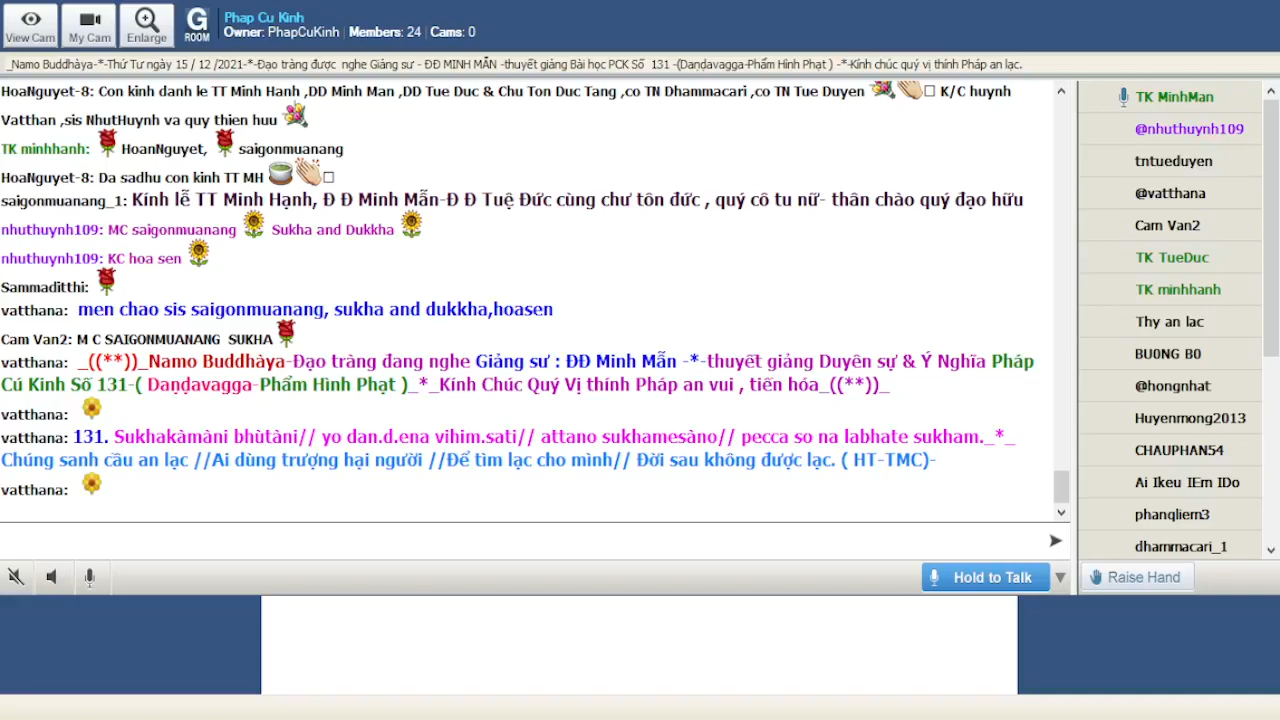 View Cam
My Cam
Enlarge
G
ROOM
Phap Cu Kinh
Owner: PhapCuKinh | Members: 24 | Cams: 0
_Namo Buddhàya-*-Thứ Tư ngày 15 / 12 /2021-*-Đạo tràng được nghe Giảng sư - ĐĐ MINH MẪN -thuyết giảng Bài học PCK Số 131 -(Daṇḍavagga-Phẩm Hình Phạt ) -*-Kính chúc quý vị thính Pháp an lạc.
HoaNguyet-8: Con kinh danh le TT Minh Hanh ,DD Minh Man ,DD Tue Duc & Chu Ton Duc Tang ,co TN Dhammacari ,co TN Tue Duyen K/C huynh
Vatthan ,sis NhutHuynh va quy thien huu
TK minhhanh: HoanNguyet, saigonmuanang
HoaNguyet-8: Da sadhu con kinh TT MH
saigonmuanang_1: Kính lễ TT Minh Hạnh, Đ Đ Minh Mẫn-Đ Đ Tuệ Đức cùng chư tôn đức , quý cô tu nữ- thân chào quý đạo hữu
nhuthuynh109: MC saigonmuanang Sukha and Dukkha
nhuthuynh109: KC hoa sen
Sammaditthi:
vatthana: men chao sis saigonmuanang, sukha and dukkha,hoasen
Cam Van2: M C SAIGONMUANANG SUKHA
vatthana: _((**))_Namo Buddhàya-Đạo tràng đang nghe Giảng sư : ĐĐ Minh Mẫn -*-thuyết giảng Duyên sự & Ý Nghĩa Pháp
Cú Kinh Số 131-( Daṇḍavagga-Phẩm Hình Phạt )_*_Kính Chúc Quý Vị thính Pháp an vui , tiến hóa_((**))_
vatthana:
vatthana: 131. Sukhakàmàni bhùtàni// yo dan.d.ena vihim.sati// attano sukhamesàno// pecca so na labhate sukham._*_
Chúng sanh cầu an lạc //Ai dùng trượng hại người //Để tìm lạc cho mình// Đời sau không được lạc. ( HT-TMC)-
vatthana:
Hold to Talk
TK MinhMan
@nhuthuynh109
tntueduyen
@vatthana
Cam Van2
TK TueDuc
TK minhhanh
Thy an lac
BU0NG B0
@hongnhat
Huyenmong2013
CHAUPHAN54
Ai Ikeu IEm IDo
phanqliem3
dhammacari_1
Raise Hand